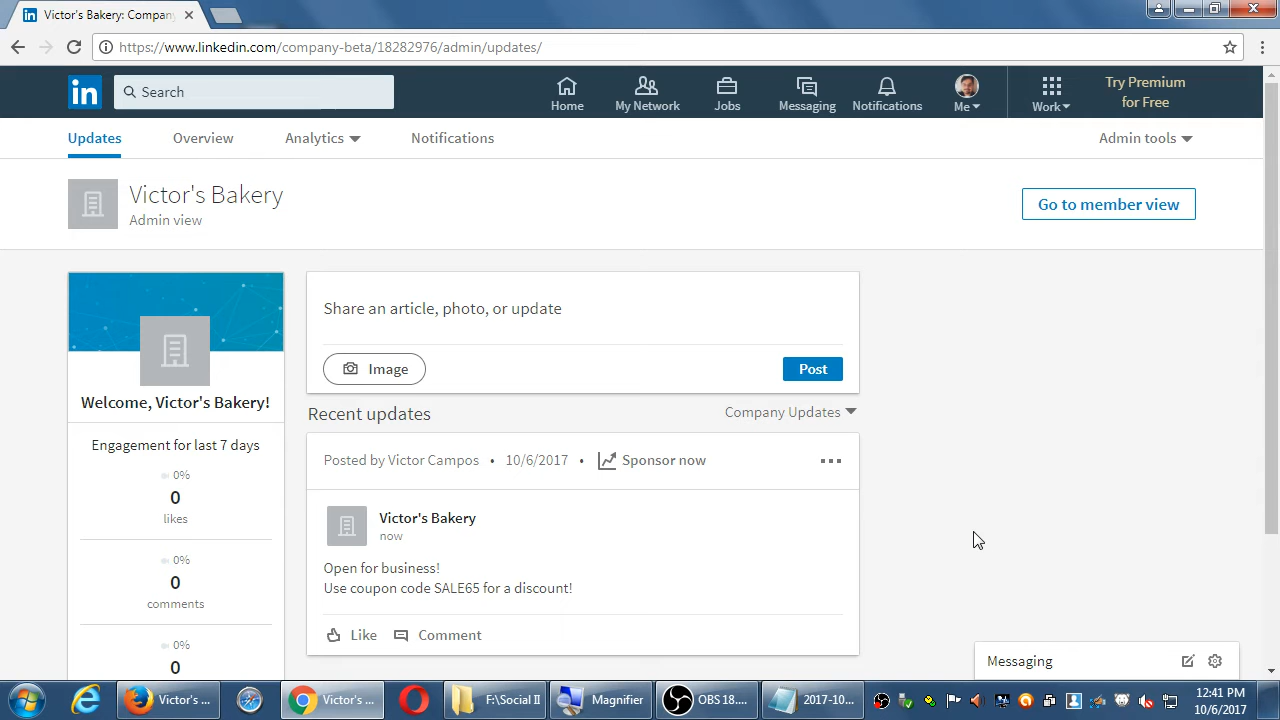 Victor's Bakery: Company
https://www.linkedin.com/company-beta/18282976/admin/updates/
in
Search
Home
My Network
Jobs
Messaging
Notifications
Me
Work
Try Premium
for Free
Updates
Overview
Analytics
Notifications
Admin tools
Victor's Bakery
Admin view
Go to member view
Share an article, photo, or update
Image
Post
Welcome, Victor's Bakery!
Engagement for last 7 days
0%
0
likes
0%
0
comments
0%
0
Recent updates
Company Updates
Posted by Victor Campos • 10/6/2017 • Sponsor now
Victor's Bakery
now
Open for business!
Use coupon code SALE65 for a discount!
Like
Comment
Messaging
Victor's ...
Victor's ...
F:\Social II
Magnifier
OBS 18....
2017-10...
12:41 PM
10/6/2017